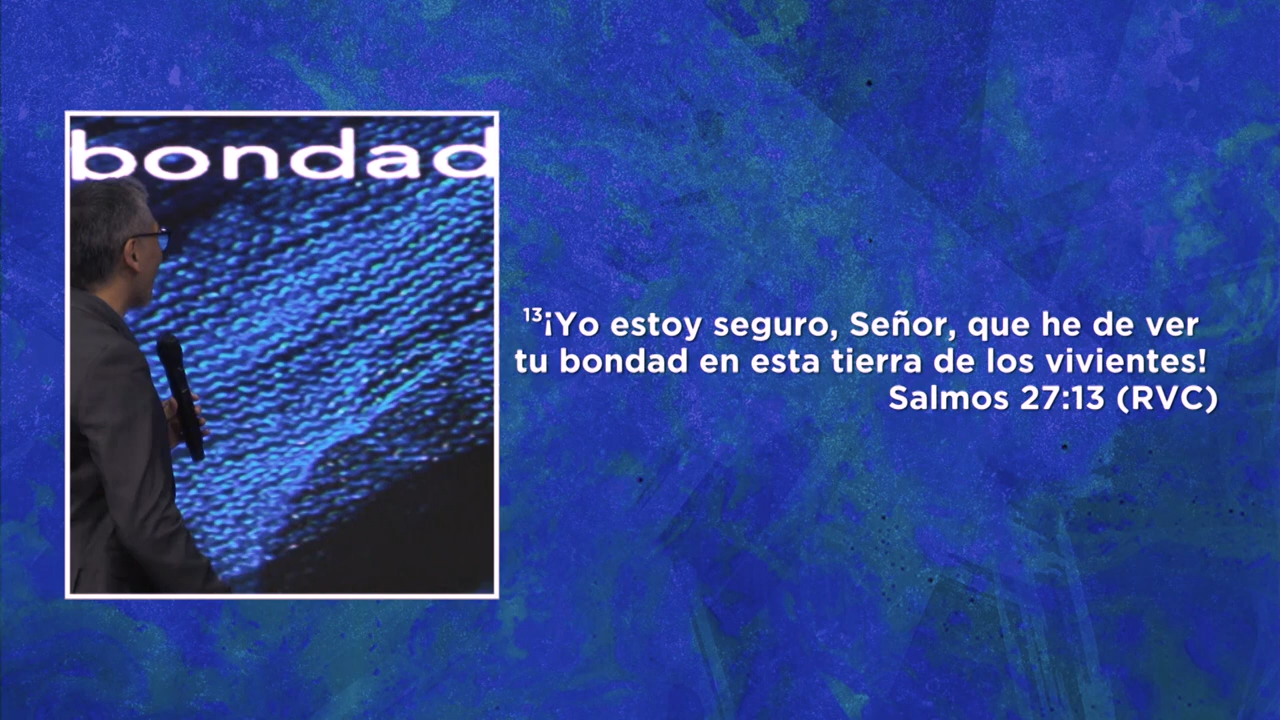 bondad
¹³¡Yo estoy seguro, Señor, que he de ver
tu bondad en esta tierra de los vivientes!
Salmos 27:13 (RVC)